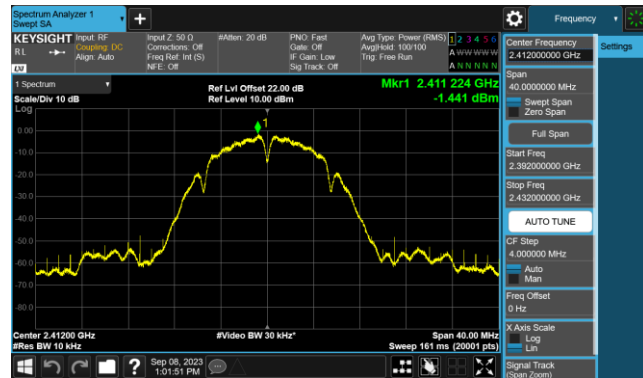 Spectrum Analyzer 1
Swept SA
Frequency
KEYSIGHT
RL
LXI
Input: RF
Coupling: DC
Align: Auto
Input Z: 50 Ω
Corrections: Off
Freq Ref: Int (S)
NFE: Off
#Atten: 20 dB
PNO: Fast
Gate: Off
IF Gain: Low
Sig Track: Off
Avg Type: Power (RMS)
Avg|Hold: 100/100
Trig: Free Run
1 2 3 4 5 6
A W W W W W
A N N N N N
1 Spectrum
Scale/Div 10 dB
Log
Ref Lvl Offset 22.00 dB
Ref Level 10.00 dBm
Mkr1 2.411 224 GHz
-1.441 dBm
1
0.00
-10.0
-20.0
-30.0
-40.0
-50.0
-60.0
-70.0
-80.0
Center 2.41200 GHz
#Res BW 10 kHz
#Video BW 30 kHz*
Span 40.00 MHz
Sweep 161 ms (20001 pts)
Center Frequency
2.412000000 GHz
Span
40.0000000 MHz
Swept Span
Zero Span
Full Span
Start Freq
2.392000000 GHz
Stop Freq
2.432000000 GHz
AUTO TUNE
CF Step
4.000000 MHz
Auto
Man
Freq Offset
0 Hz
X Axis Scale
Log
Lin
Signal Track
(Span Zoom)
Settings
Sep 08, 2023
1:01:51 PM